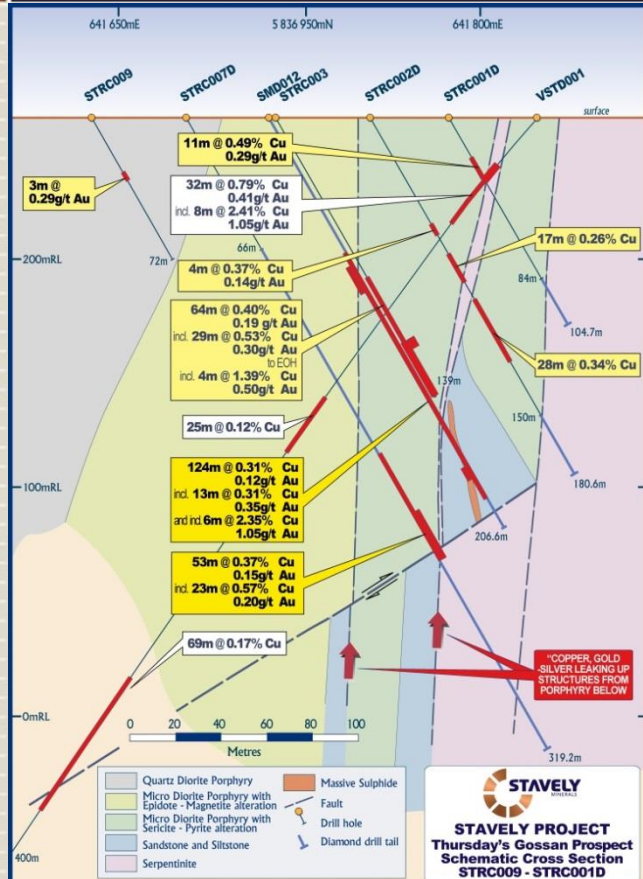 641 650mE
5 836 950mN
641 800mE
STRC009
STRC007D
SMD012
STRC003
STRC002D
STRC001D
VSTD001
surface
3m @
0.29g/t Au
11m @ 0.49% Cu
0.29g/t Au
32m @ 0.79% Cu
0.41g/t Au
incl. 8m @ 2.41% Cu
1.05g/t Au
17m @ 0.26% Cu
200mRL
72m
66m
84m
104.7m
4m @ 0.37% Cu
0.14g/t Au
64m @ 0.40% Cu
0.19 g/t Au
incl. 29m @ 0.53% Cu
0.30g/t Au
to EOH
incl. 4m @ 1.39% Cu
0.50g/t Au
28m @ 0.34% Cu
139m
25m @ 0.12% Cu
150m
124m @ 0.31% Cu
0.12g/t Au
incl. 13m @ 0.31% Cu
0.35g/t Au
and incl. 6m @ 2.35% Cu
1.05g/t Au
100mRL
180.6m
206.6m
53m @ 0.37% Cu
0.15g/t Au
incl. 23m @ 0.57% Cu
0.20g/t Au
69m @ 0.17% Cu
"COPPER, GOLD
-SILVER LEAKING UP
STRUCTURES FROM
PORPHYRY BELOW
0mRL
0 20 40 60 80 100
Metres
319.2m
400m
Quartz Diorite Porphyry
Micro Diorite Porphyry with
Epidote - Magnetite alteration
Micro Diorite Porphyry with
Sericite - Pyrite alteration
Sandstone and Siltstone
Serpentinite
Massive Sulphide
Fault
Drill hole
Diamond drill tail
STAVELY
MINERALS
STAVELY PROJECT
Thursday's Gossan Prospect
Schematic Cross Section
STRC009 - STRC001D